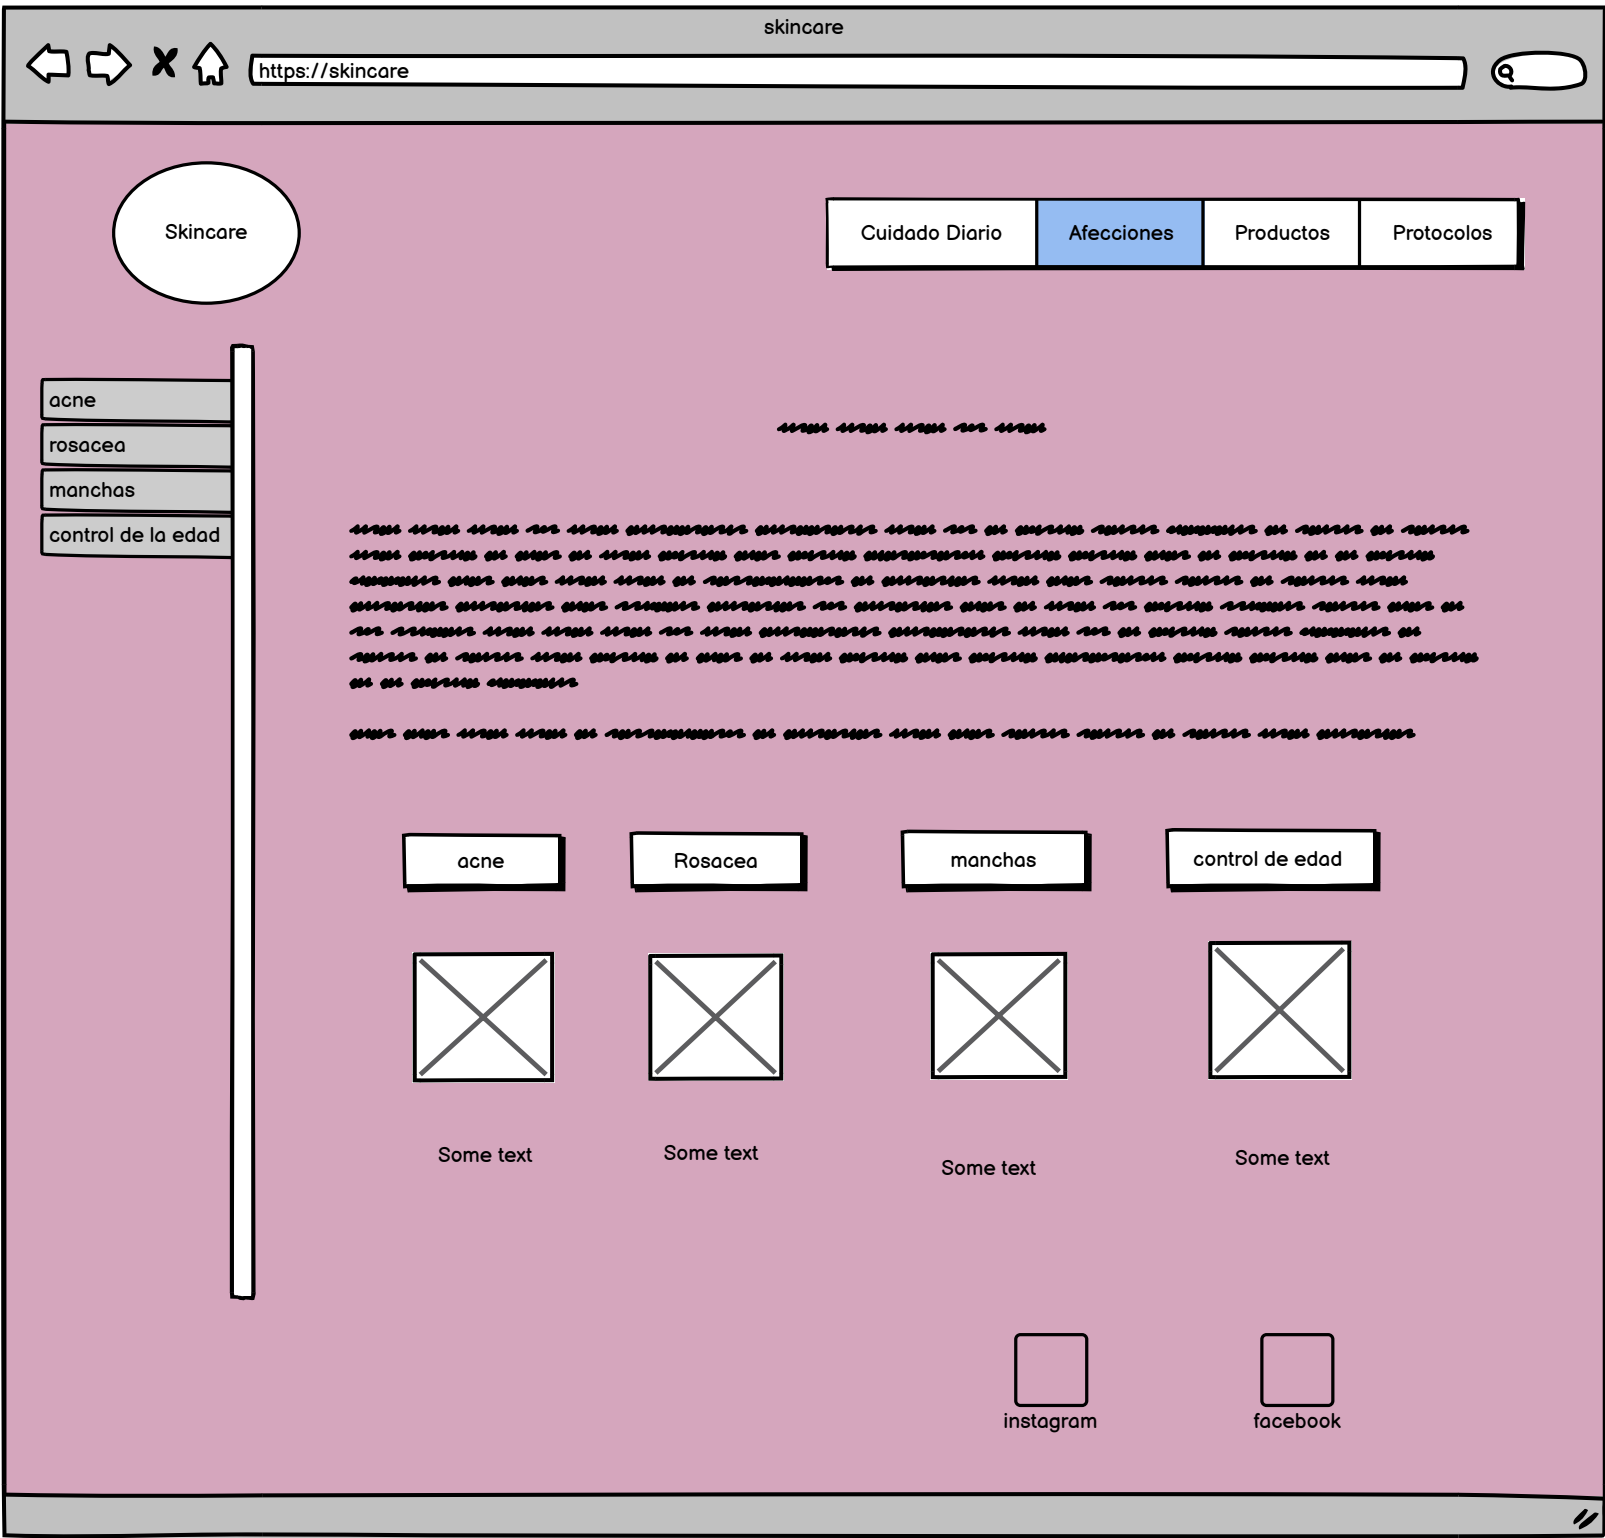 skincare
https://skincare
Skincare
Cuidado Diario
Afecciones
Productos
Protocolos
acne
rosacea
manchas
control de la edad
acne
Rosacea
manchas
control de edad
Some text
Some text
Some text
Some text
instagram
facebook